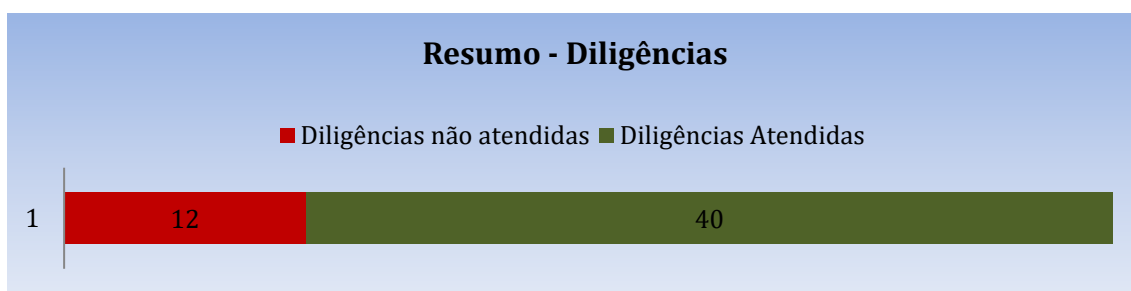 Resumo - Diligências
Diligências não atendidas Diligências Atendidas
1 12 40